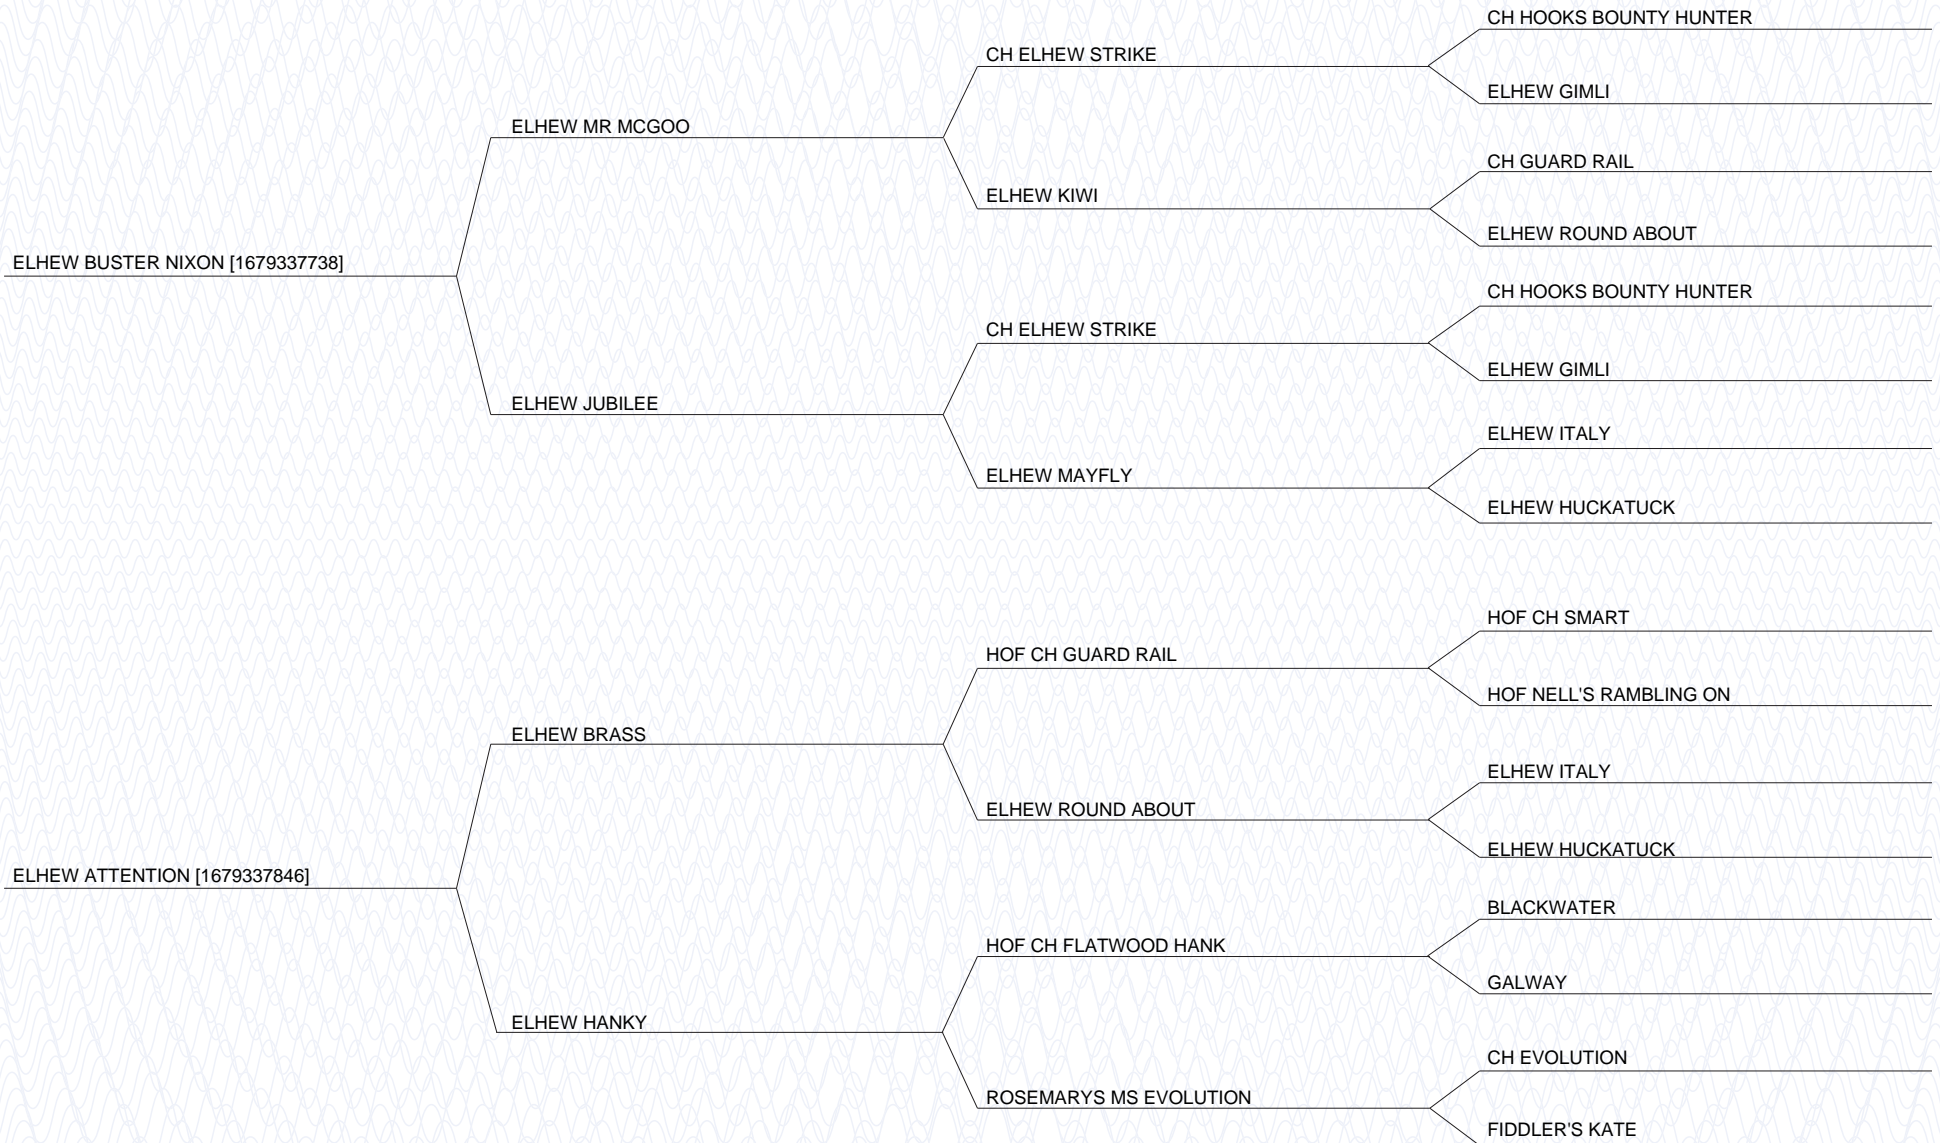 CH HOOKS BOUNTY HUNTER
CH ELHEW STRIKE
ELHEW GIMLI
ELHEW MR MCGOO
CH GUARD RAIL
ELHEW KIWI
ELHEW ROUND ABOUT
ELHEW BUSTER NIXON [1679337738]
CH HOOKS BOUNTY HUNTER
CH ELHEW STRIKE
ELHEW GIMLI
ELHEW JUBILEE
ELHEW ITALY
ELHEW MAYFLY
ELHEW HUCKATUCK
HOF CH SMART
HOF CH GUARD RAIL
HOF NELL'S RAMBLING ON
ELHEW BRASS
ELHEW ITALY
ELHEW ROUND ABOUT
ELHEW HUCKATUCK
ELHEW ATTENTION [1679337846]
BLACKWATER
HOF CH FLATWOOD HANK
GALWAY
ELHEW HANKY
CH EVOLUTION
ROSEMARYS MS EVOLUTION
FIDDLER'S KATE